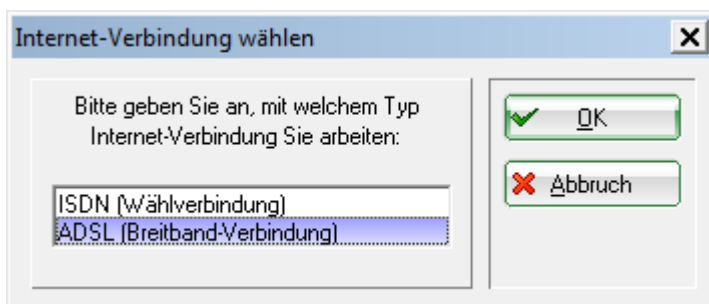 Internet-Verbindung wählen
Bitte geben Sie an, mit welchem Typ
Internet-Verbindung Sie arbeiten:
ISDN (Wählverbindung)
ADSL (Breitband-Verbindung)
OK
Abbruch